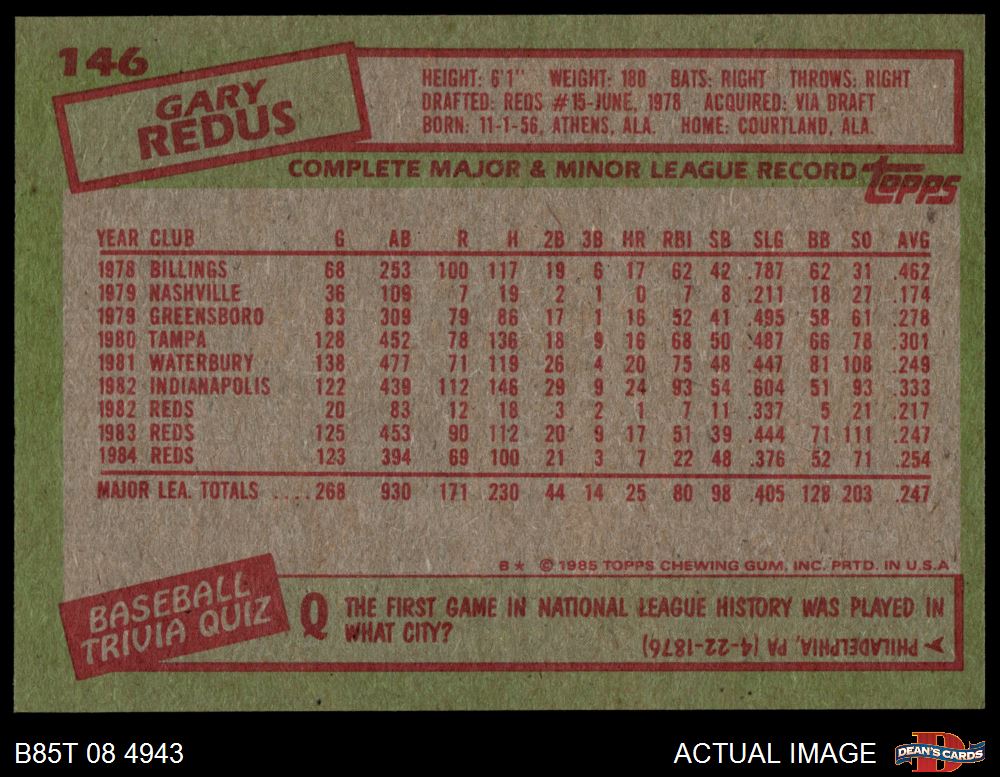 146
GARY
REDUS
HEIGHT: 6'1" WEIGHT: 180 BATS: RIGHT THROWS: RIGHT
DRAFTED: REDS #15-JUNE, 1978 ACQUIRED: VIA DRAFT
BORN: 11-1-56, ATHENS, ALA. HOME: COURTLAND, ALA.
COMPLETE MAJOR & MINOR LEAGUE RECORD topps
YEAR CLUB G AB R H 2B 3B HR RBI SB SLG BB SO AVG
1978 BILLINGS 68 253 100 117 19 6 17 62 42 .787 62 31 .462
1979 NASHVILLE 36 109 7 19 2 1 0 7 8 .211 18 27 .174
1979 GREENSBORO 83 309 79 86 17 1 16 52 41 .495 58 61 .278
1980 TAMPA 128 452 78 136 18 9 16 68 50 .487 66 78 .301
1981 WATERBURY 138 477 71 119 26 4 20 75 48 .447 81 108 .249
1982 INDIANAPOLIS 122 439 112 146 29 9 24 93 54 .604 51 93 .333
1982 REDS 20 83 12 18 3 2 1 7 11 .337 5 21 .217
1983 REDS 125 453 90 112 20 9 17 51 39 .444 71 111 .247
1984 REDS 123 394 69 100 21 3 7 22 48 .376 52 71 .254
MAJOR LEA. TOTALS ....268 930 171 230 44 14 25 80 98 .405 128 203 .247
B* © 1985 TOPPS CHEWING GUM, INC. PRTD. IN U.S.A
BASEBALL
TRIVIA QUIZ
Q THE FIRST GAME IN NATIONAL LEAGUE HISTORY WAS PLAYED IN
WHAT CITY?
PHILADELPHIA, PA (4-22-1876)
B85T 08 4943
ACTUAL IMAGE
DEAN'S CARDS